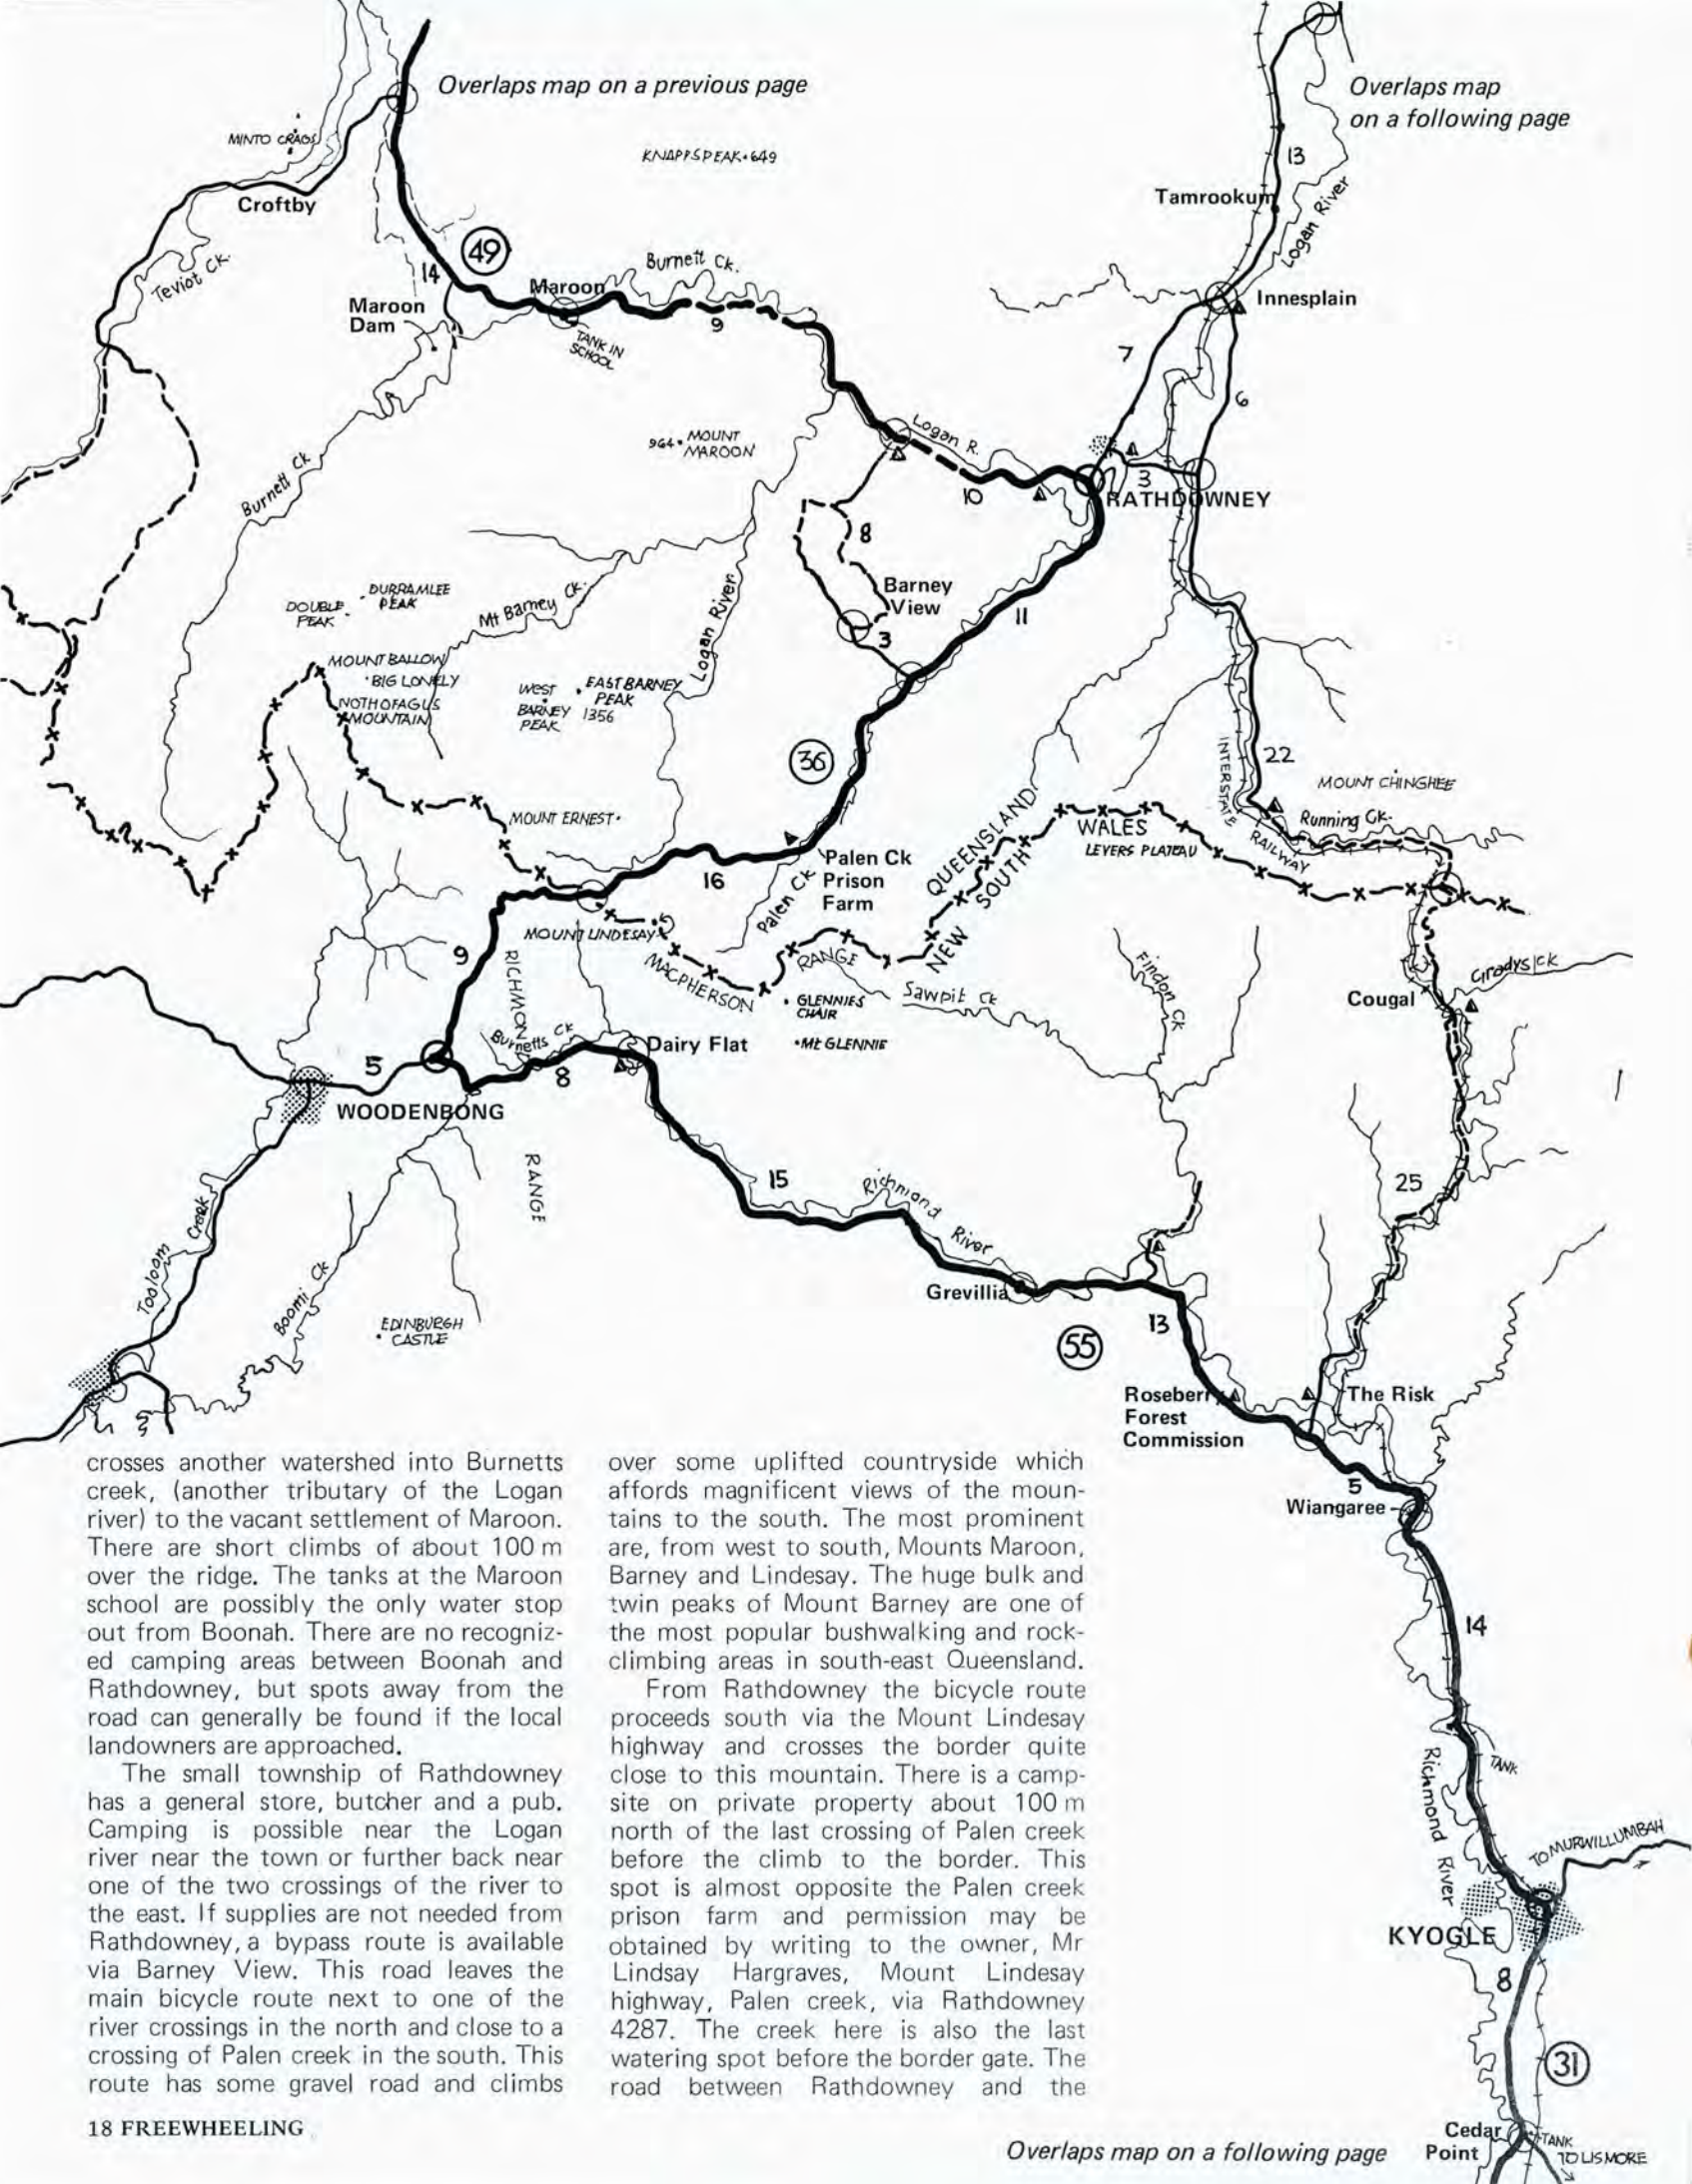 Overlaps map on a previous page
Overlaps map
on a following page
MINTO CRAGS
KNAPPS PEAK · 649
13
Croftby
Tamrookum
Logan River
Teviot Ck.
49
14
Burnett Ck.
Maroon
Innesplain
Maroon
Dam
9
TANK IN
SCHOOL
7
6
964 · MOUNT
MAROON
Logan R.
Burnett Ck
10
3
RATHDOWNEY
8
Barney
View
DURRAMLEE
PEAK
DOUBLE
PEAK
Mt Barney Ck.
Logan River
11
3
MOUNT BALLOW
· BIG LONELY
NOTHOFAGUS
MOUNTAIN
WEST
BARNEY
PEAK
EAST BARNEY
PEAK
1356
36
INTERSTATE
RAILWAY
22
MOUNT CHINGHEE
MOUNT ERNEST ·
QUEENSLAND
NEW SOUTH WALES
LEVERS PLATEAU
Running Ck.
16
Palen Ck
Palen Ck
Prison
Farm
MOUNT LINDESAY
MACPHERSON RANGE
9
RICHMOND
RANGE
Sawpit Ck
Findon Ck
Gradys Ck
Cougal
· GLENNIES
CHAIR
· Mt GLENNIE
Burnetts Ck
Dairy Flat
5
8
WOODENBONG
15
Richmond River
25
Tooloom Creek
Boomi Ck
Grevillia
EDINBURGH
· CASTLE
13
55
Rosebery
Forest
Commission
The Risk
5
Wiangaree
14
TANK
Richmond River
TO MURWILLUMBAH
KYOGLE
8
31
Cedar
Point
TANK
TO LISMORE
crosses another watershed into Burnetts
creek, (another tributary of the Logan
river) to the vacant settlement of Maroon.
There are short climbs of about 100 m
over the ridge. The tanks at the Maroon
school are possibly the only water stop
out from Boonah. There are no recogniz-
ed camping areas between Boonah and
Rathdowney, but spots away from the
road can generally be found if the local
landowners are approached.
The small township of Rathdowney
has a general store, butcher and a pub.
Camping is possible near the Logan
river near the town or further back near
one of the two crossings of the river to
the east. If supplies are not needed from
Rathdowney, a bypass route is available
via Barney View. This road leaves the
main bicycle route next to one of the
river crossings in the north and close to a
crossing of Palen creek in the south. This
route has some gravel road and climbs
over some uplifted countryside which
affords magnificent views of the moun-
tains to the south. The most prominent
are, from west to south, Mounts Maroon,
Barney and Lindesay. The huge bulk and
twin peaks of Mount Barney are one of
the most popular bushwalking and rock-
climbing areas in south-east Queensland.
From Rathdowney the bicycle route
proceeds south via the Mount Lindesay
highway and crosses the border quite
close to this mountain. There is a camp-
site on private property about 100 m
north of the last crossing of Palen creek
before the climb to the border. This
spot is almost opposite the Palen creek
prison farm and permission may be
obtained by writing to the owner, Mr
Lindsay Hargraves, Mount Lindesay
highway, Palen creek, via Rathdowney
4287. The creek here is also the last
watering spot before the border gate. The
road between Rathdowney and the
18 FREEWHEELING
Overlaps map on a following page